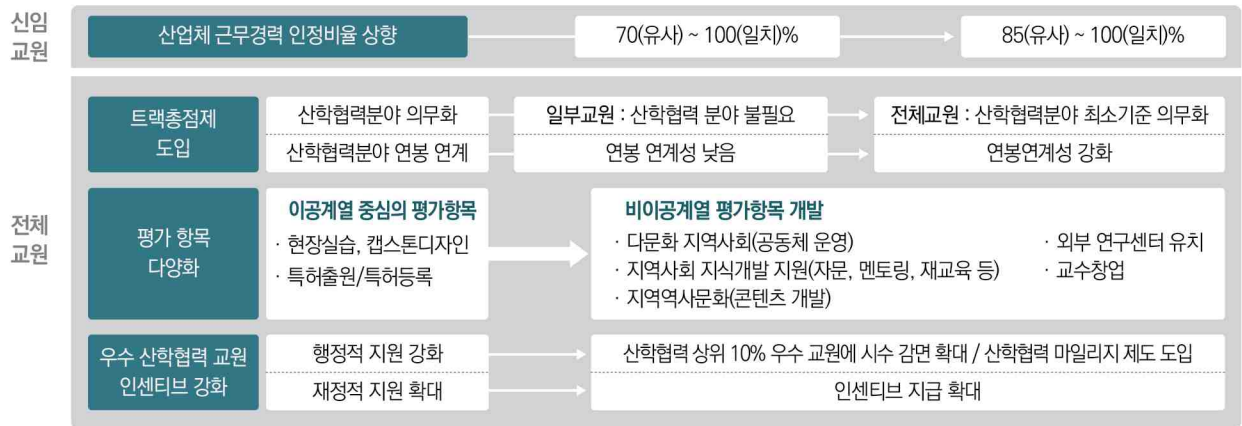 신임
교원
산업체 근무경력 인정비율 상향
70(유사) ~ 100(일치)%
85(유사) ~ 100(일치)%
전체
교원
트랙총점제
도입
산학협력분야 의무화
일부교원 : 산학협력 분야 불필요
전체교원 : 산학협력분야 최소기준 의무화
산학협력분야 연봉 연계
연봉 연계성 낮음
연봉연계성 강화
평가 항목
다양화
이공계열 중심의 평가항목
· 현장실습, 캡스톤디자인
· 특허출원/특허등록
비이공계열 평가항목 개발
· 다문화 지역사회(공동체 운영)
· 지역사회 지식개발 지원(자문, 멘토링, 재교육 등)
· 지역역사문화(콘텐츠 개발)
· 외부 연구센터 유치
· 교수창업
우수 산학협력 교원
인센티브 강화
행정적 지원 강화
산학협력 상위 10% 우수 교원에 시수 감면 확대 / 산학협력 마일리지 제도 도입
재정적 지원 확대
인센티브 지급 확대